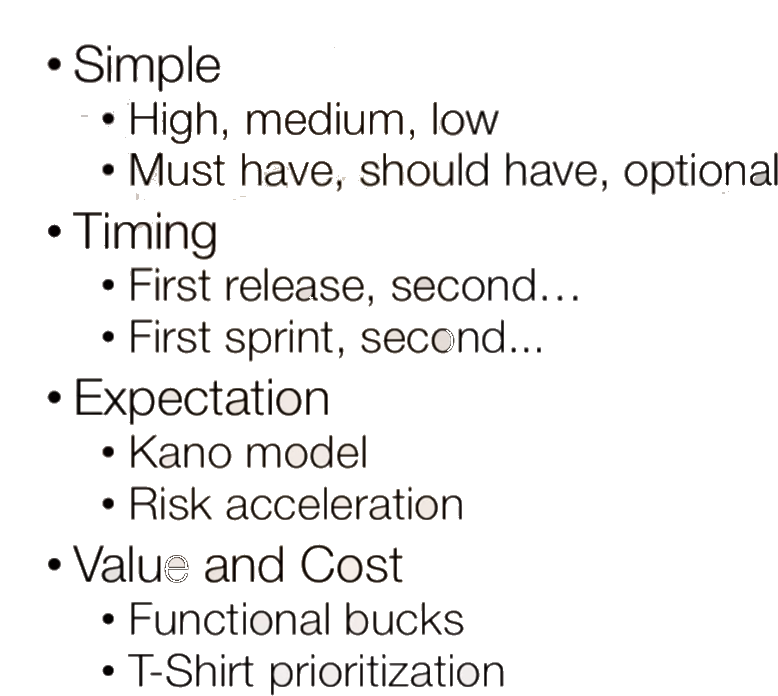 • Simple
• High, medium, low
• Must have, should have, optional
• Timing
• First release, second…
• First sprint, second...
• Expectation
• Kano model
• Risk acceleration
• Value and Cost
• Functional bucks
• T-Shirt prioritization